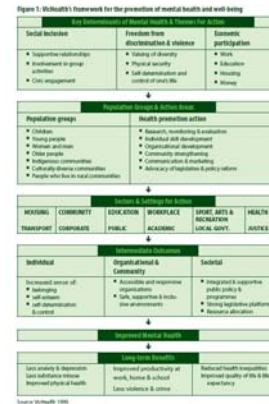 Figure 1: VicHealth's framework for the promotion of mental health and well-being
Key Determinants of Mental Health & Themes For Action
Social Inclusion
• Supportive relationships
• Involvement in group activities
• Civic engagement
Freedom from discrimination & violence
• Valuing of diversity
• Physical security
• Self-determination and control of one's life
Economic participation
• Work
• Education
• Housing
• Money
Population Groups & Action Areas
Population groups
• Children
• Young people
• Women and men
• Older people
• Indigenous communities
• Culturally diverse communities
• People who live in rural communities
Health promotion action
• Research, monitoring & evaluation
• Individual skill development
• Organisational development
• Community strengthening
• Communication & marketing
• Advocacy of legislative & policy reform
Sectors & Settings for Action
HOUSING COMMUNITY EDUCATION WORKPLACE SPORT, ARTS & RECREATION HEALTH
TRANSPORT CORPORATE PUBLIC ACADEMIC LOCAL GOVT. JUSTICE
Intermediate Outcomes
Individual
Increased sense of:
• belonging
• self-esteem
• self-determination & control
Organisational & Community
• Accessible and responsive organisations
• Safe, supportive & inclusive environments
Societal
• Integrated & supportive public policy & programmes
• Strong legislative platform
• Resource allocation
Improved Mental Health
Long-term Benefits
Less anxiety & depression
Less substance misuse
Improved physical health
Improved productivity at work, home & school
Less violence & crime
Reduced health inequalities
Improved quality of life & life expectancy
Source: VicHealth 1999